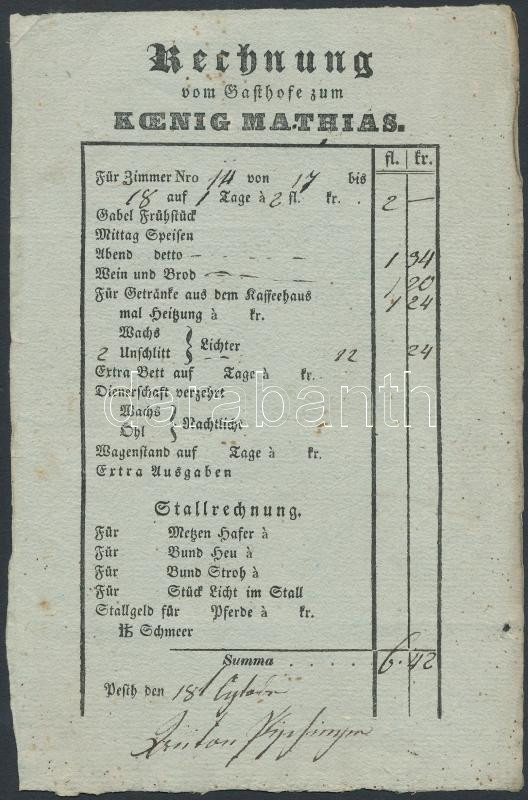 Rechnung
vom Gasthofe zum
KŒNIG MATHIAS.
fl. kr.
Für Zimmer Nro 14 von 17 bis
18 auf 1 Tage à 2 fl. kr. . 2 —
Gabel Frühstück
Mittag Speisen
Abend detto 1 34
Wein und Brod 1 20
Für Getränke aus dem Kaffeehaus 1 24
mal Heitzung à kr.
Wachs
2 Unschlitt } Lichter 12 24
Extra Bett auf Tage à kr.
Dienerschaft verzehrt
Wachs
Öhl } Nachtlichte
Wagenstand auf Tage à kr.
Extra Ausgaben
Stallrechnung.
Für Metzen Hafer à
Für Bund Heu à
Für Bund Stroh à
Für Stück Licht im Stall
Stallgeld für Pferde à kr.
℔ Schmeer
Summa . . . . . 6. 42
Pesth den 18
darabanth